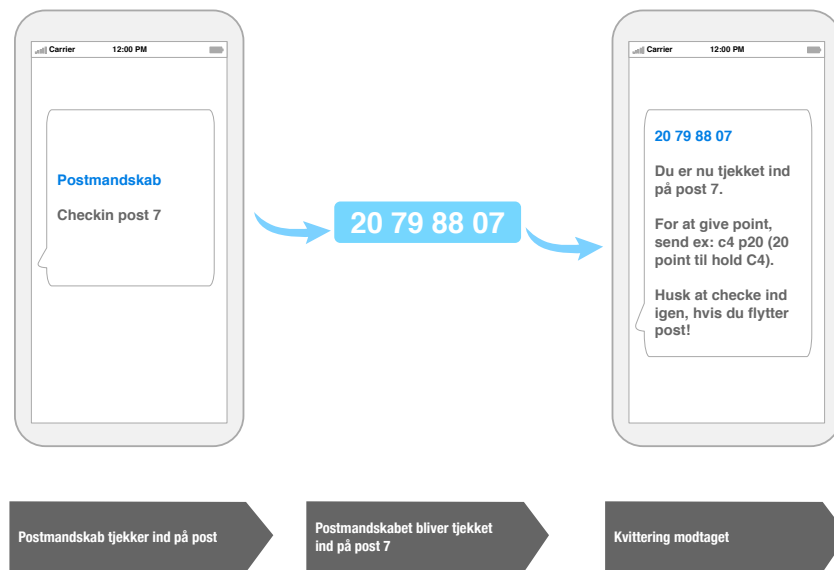 Carrier 12:00 PM
Postmandskab
Checkin post 7
20 79 88 07
Carrier 12:00 PM
20 79 88 07
Du er nu tjekket ind
på post 7.
For at give point,
send ex: c4 p20 (20
point til hold C4).
Husk at checke ind
igen, hvis du flytter
post!
Postmandskab tjekker ind på post
Postmandskabet bliver tjekket
ind på post 7
Kvittering modtaget